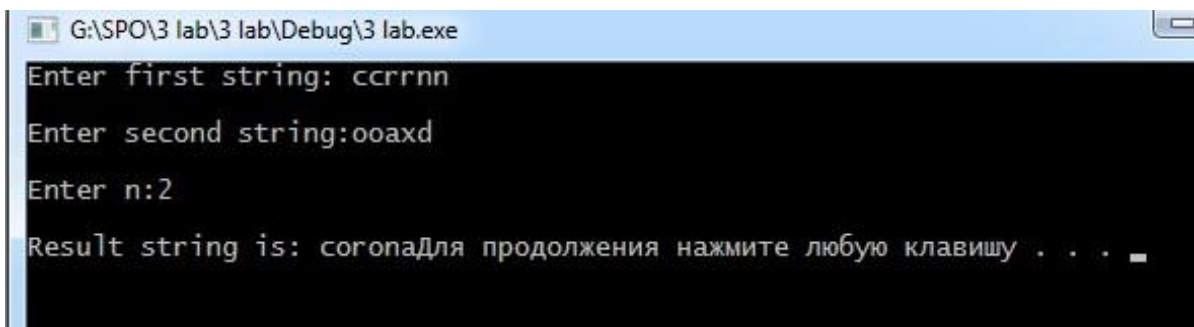 G:\SPO\3 lab\3 lab\Debug\3 lab.exe
Enter first string: ccrrnn
Enter second string:ooaxd
Enter n:2
Result string is: coronaДля продолжения нажмите любую клавишу . . .